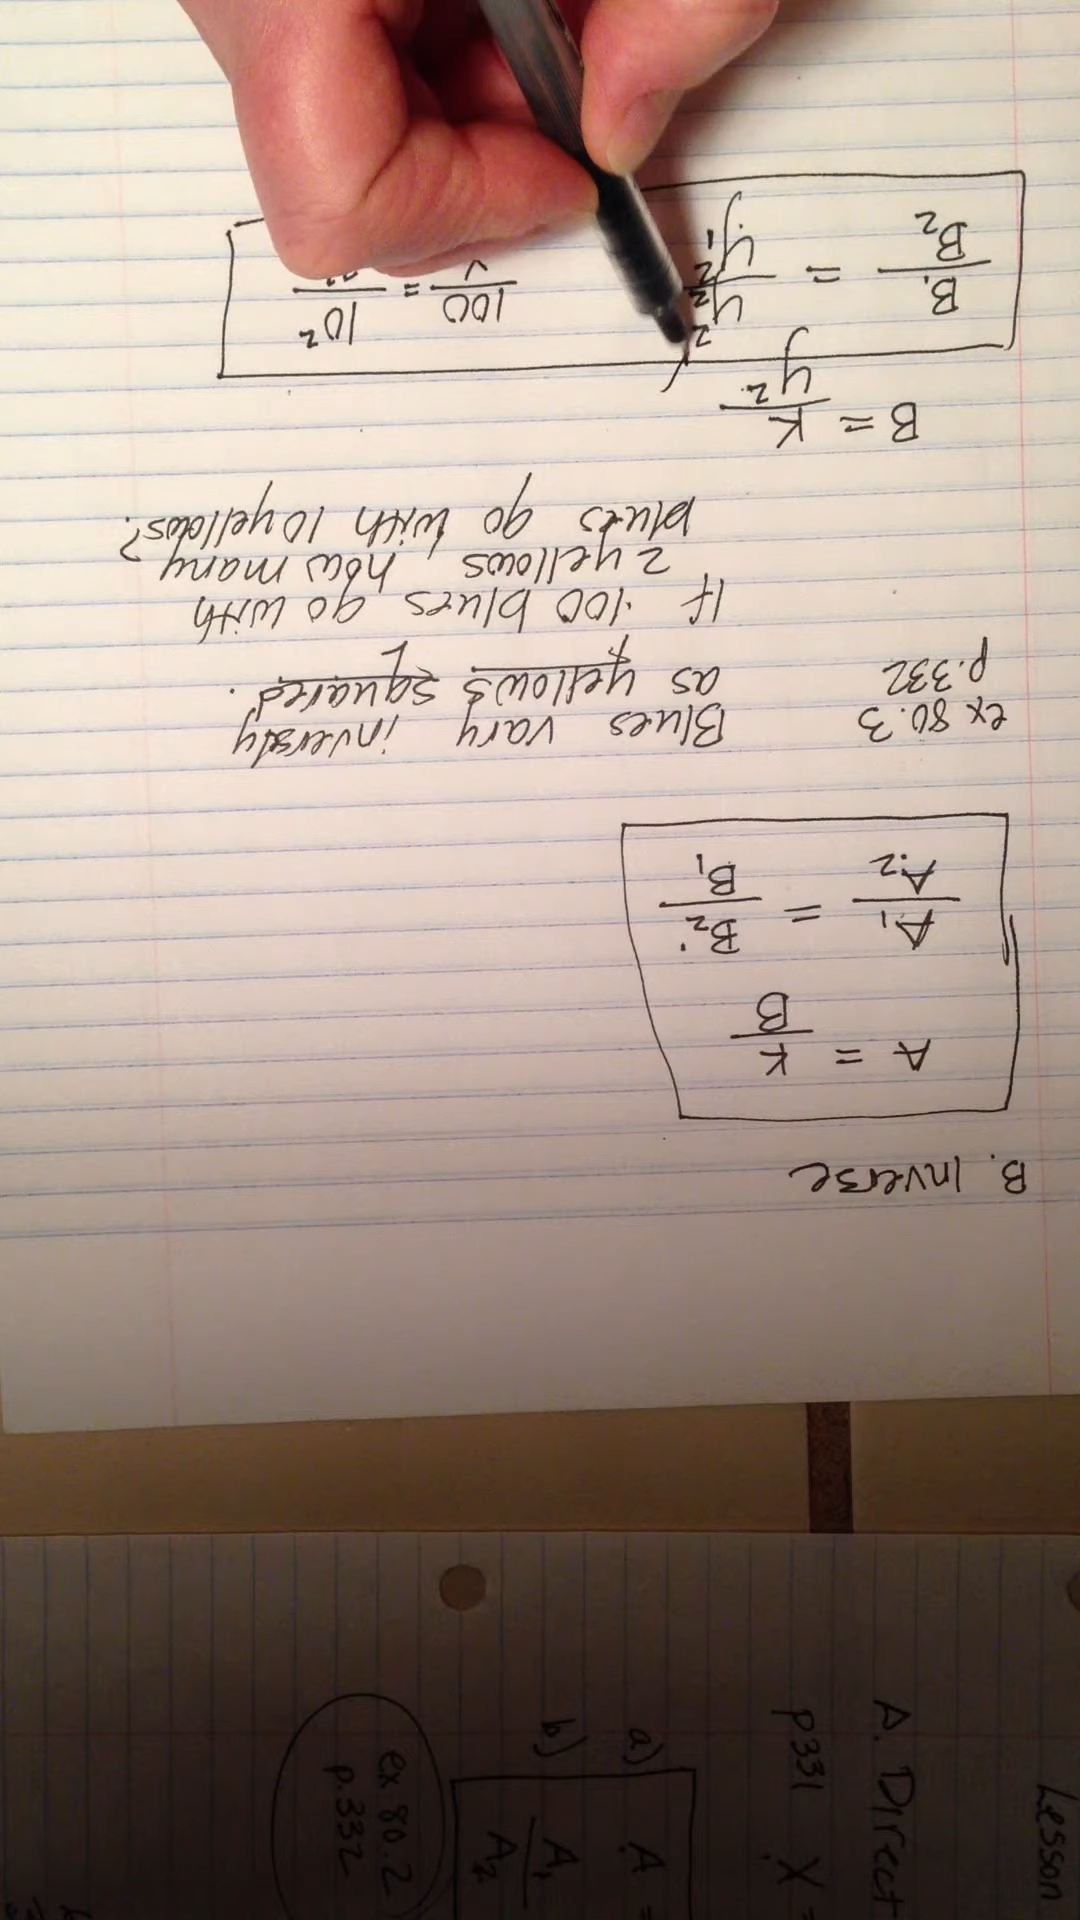 B. Inverse
A = K/B
A₁/A₂ = B₂/B₁
ex 80.3 Blues vary inversely
p.332 as yellows squared.
If 100 blues go with
2 yellows, how many
blues go with 10 yellows?
B = K/y²
B₁/B₂ = y₂²/y₁² 100/ = 10²/
Lesson
A. Direct
p331 X =
a) A =
b) A₁/A₂
ex 80.2
p.332